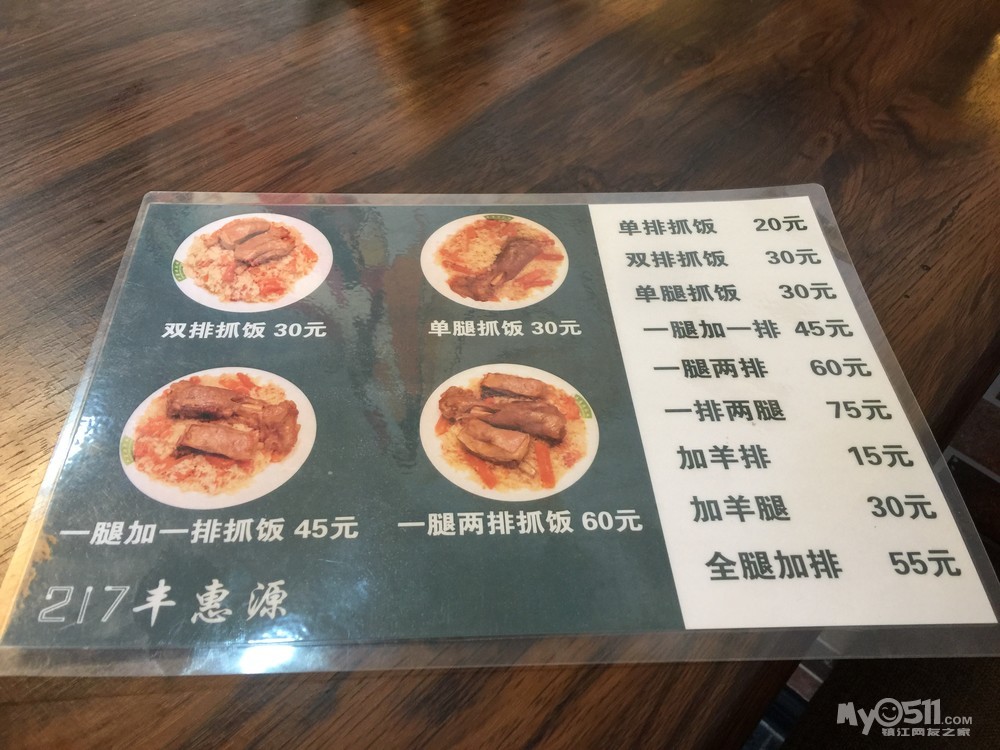 双排抓饭 30元
单腿抓饭 30元
一腿加一排抓饭 45元
一腿两排抓饭 60元
217丰惠源
单排抓饭 20元
双排抓饭 30元
单腿抓饭 30元
一腿加一排 45元
一腿两排 60元
一排两腿 75元
加羊排 15元
加羊腿 30元
全腿加排 55元
My0511.COM
镇江网友之家